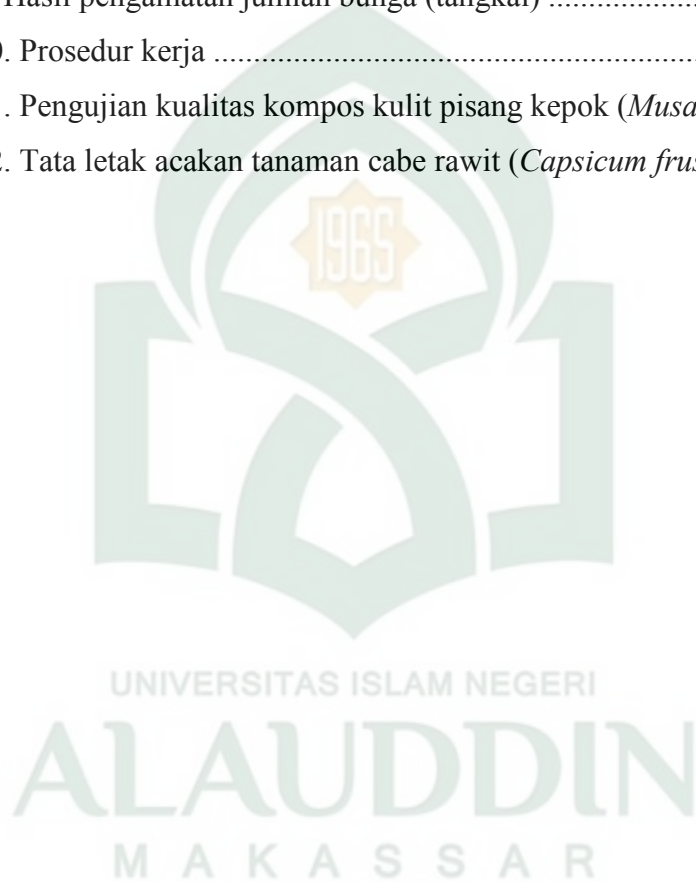 Hasil pengamatan jumlah bunga (tangkai) ......................
. Prosedur kerja ................................................................
. Pengujian kualitas kompos kulit pisang kepok (Musa
. Tata letak acakan tanaman cabe rawit (Capsicum frus
1965
UNIVERSITAS ISLAM NEGERI
ALAUDDIN
MAKASSAR